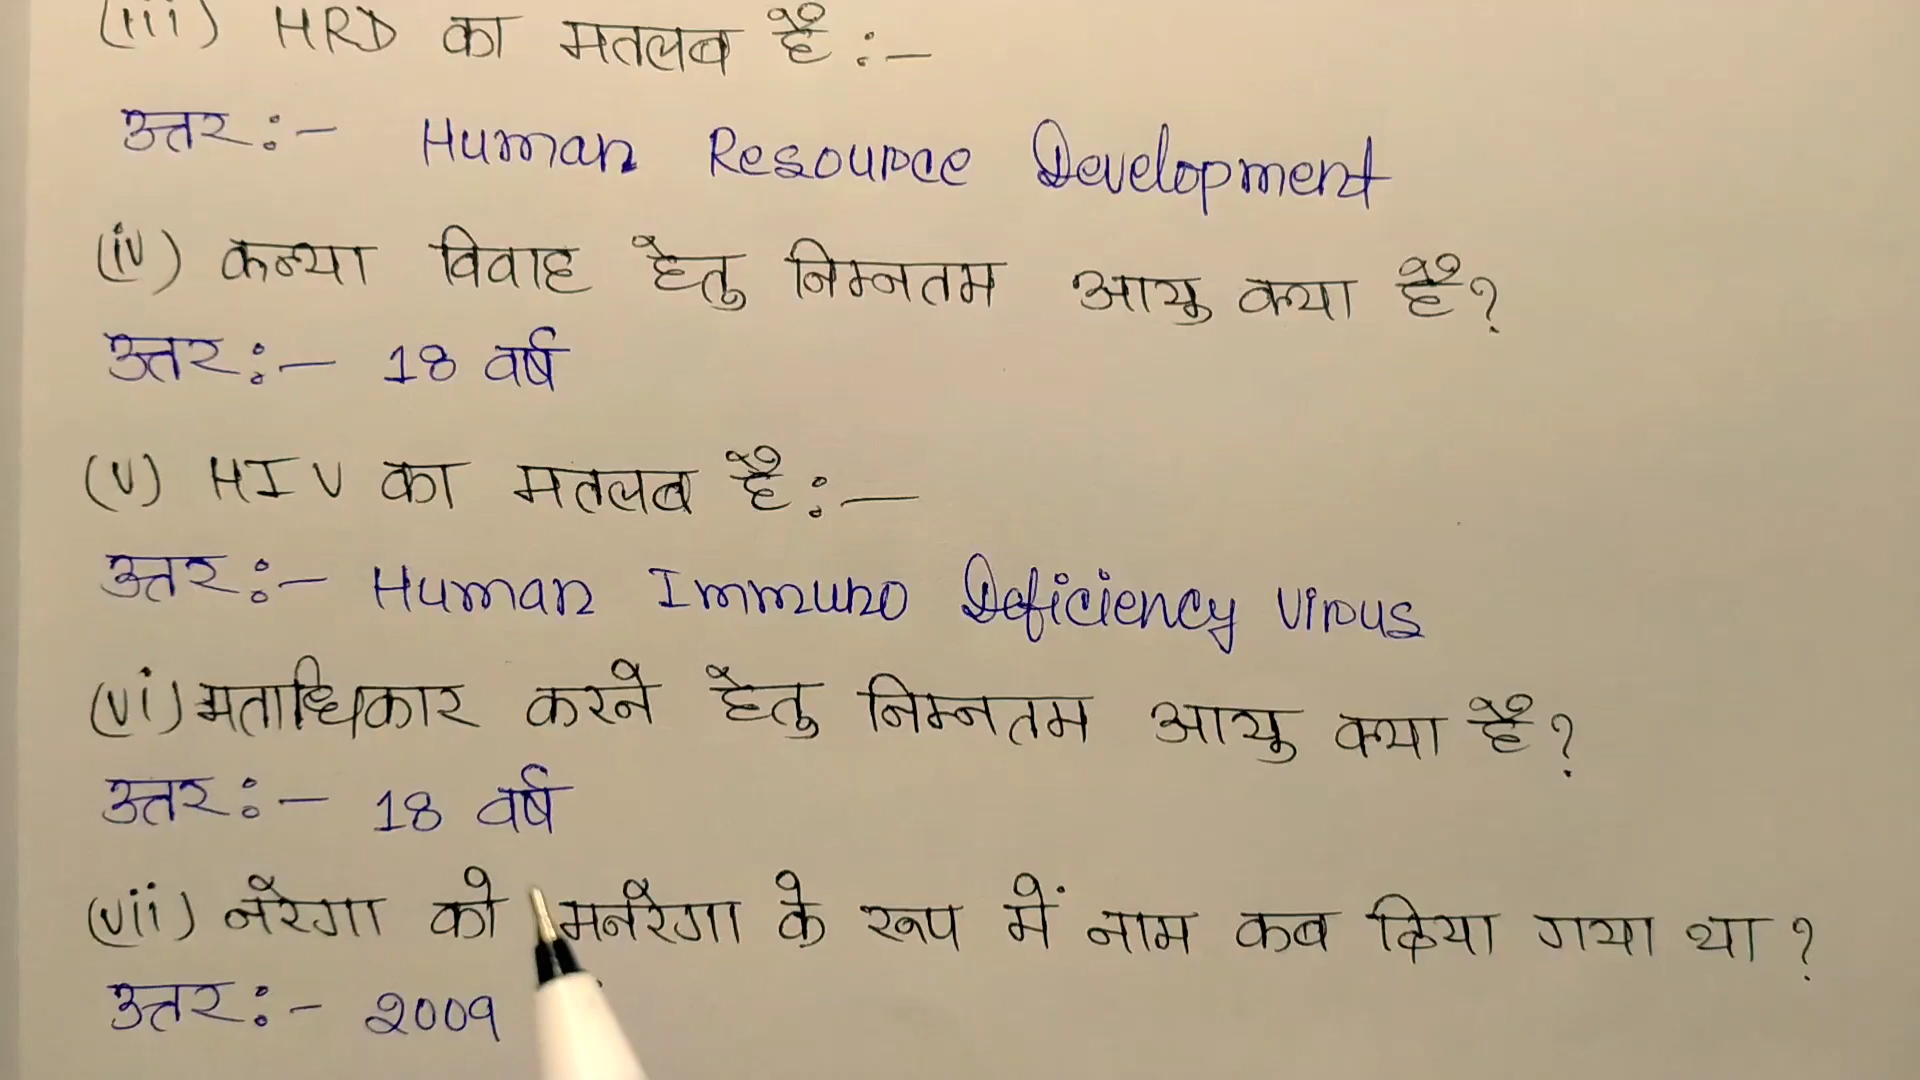 (iii) HRD का मतलब है :-
उत्तर :- Human Resource Development
(iv) कन्या विवाह हेतु निम्नतम आयु क्या है ?
उत्तर :- 18 वर्ष
(v) HIV का मतलब है :-
उत्तर :- Human Immuno Deficiency Virus
(vi) मताधिकार करने हेतु निम्नतम आयु क्या है ?
उत्तर :- 18 वर्ष
(vii) नरेगा को मनरेगा के रूप में नाम कब दिया गया था ?
उत्तर :- 2009